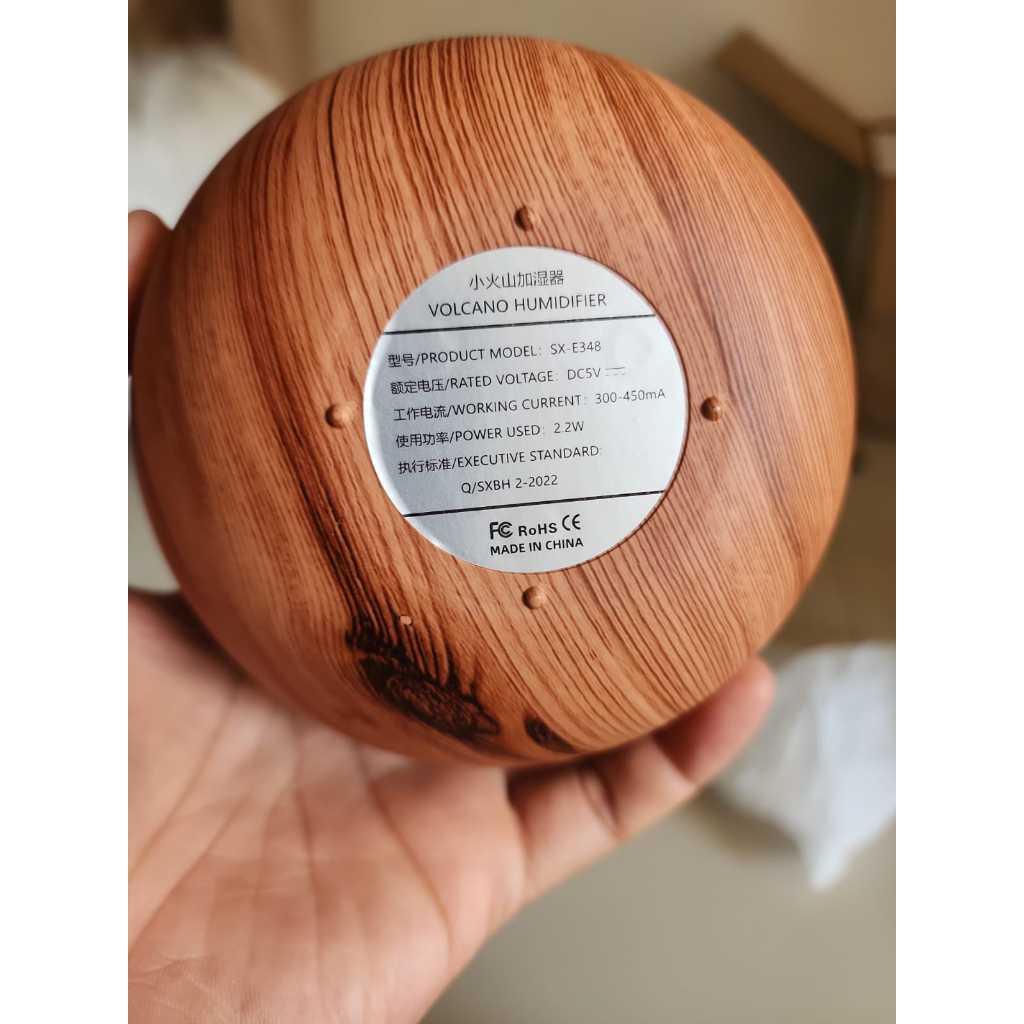 小火山加湿器
VOLCANO HUMIDIFIER
型号/PRODUCT MODEL: SX-E348
额定电压/RATED VOLTAGE: DC5V ⎓
工作电流/WORKING CURRENT: 300-450mA
使用功率/POWER USED: 2.2W
执行标准/EXECUTIVE STANDARD:
Q/SXBH 2-2022
FC RoHS CE
MADE IN CHINA